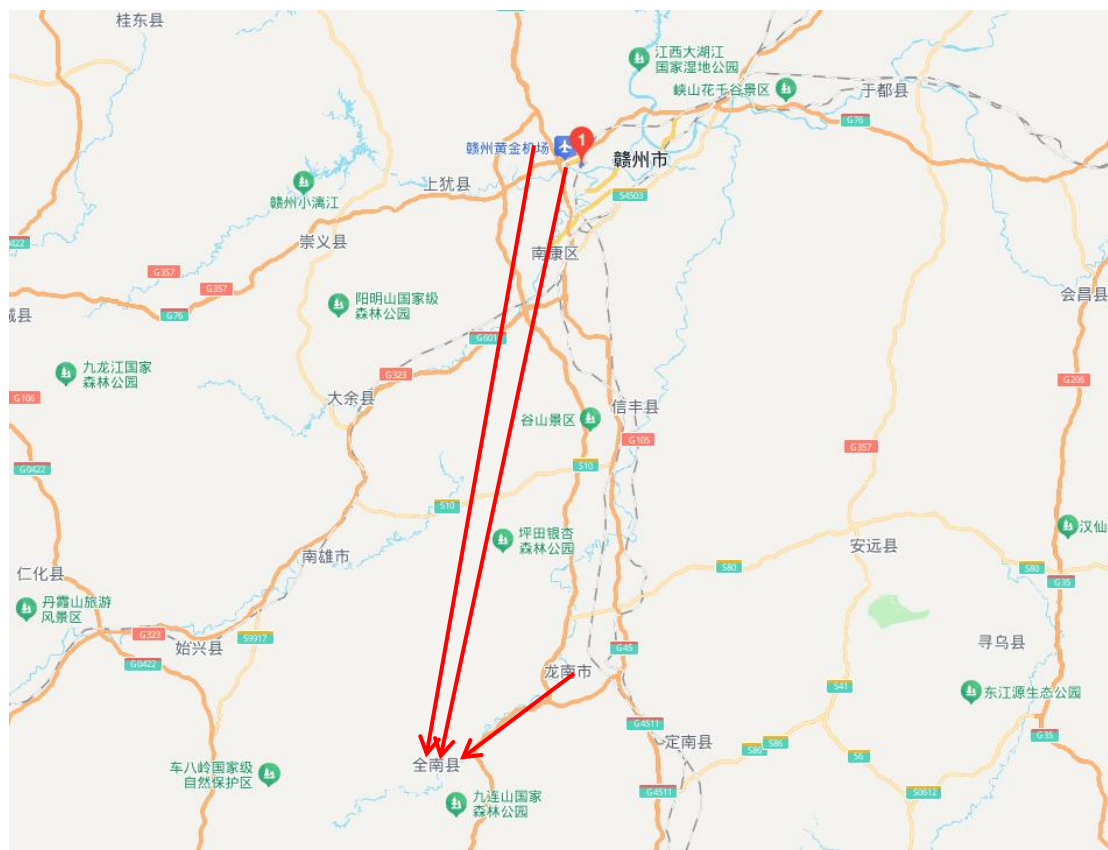 桂东县
江西大湖江
国家湿地公园
峡山花千谷景区
于都县
G76
赣州黄金机场
1
赣州市
上犹县
赣州小漓江
S4503
崇义县
南康区
0422
G357
G357
G76
会昌县
阳明山国家级
森林公园
城县
G6011
九龙江国家
森林公园
G323
G206
G106
大余县
信丰县
谷山景区
G105
G357
G0422
S10
S10
坪田银杏
森林公园
汉仙
南雄市
安远县
仁化县
S80
S80
G35
丹霞山旅游
风景区
G323
S9917
始兴县
G0422
寻乌县
G45
龙南市
S41
东江源生态公园
G4511
定南县
G35
S86
S86
S6
全南县
车八岭国家级
自然保护区
九连山国家
森林公园
G4511
S0612